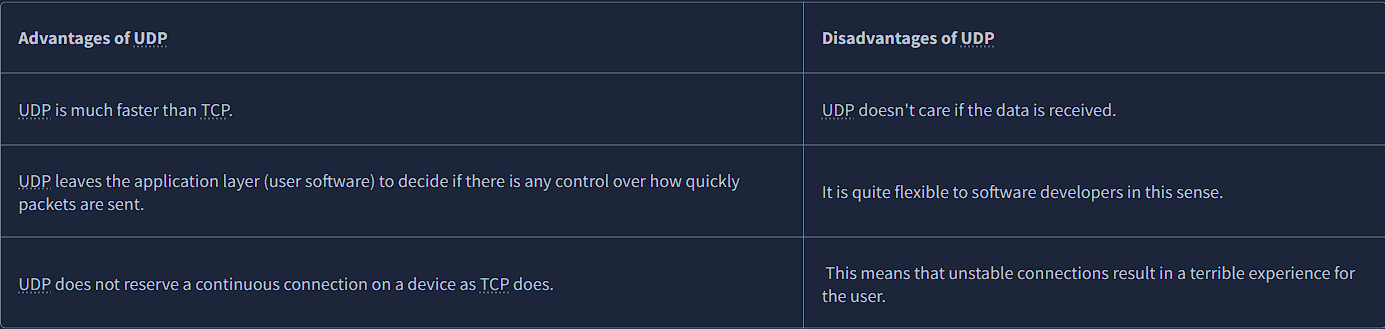 Advantages of UDP
Disadvantages of UDP
UDP is much faster than TCP.
UDP doesn't care if the data is received.
UDP leaves the application layer (user software) to decide if there is any control over how quickly
packets are sent.
It is quite flexible to software developers in this sense.
UDP does not reserve a continuous connection on a device as TCP does.
This means that unstable connections result in a terrible experience for
the user.